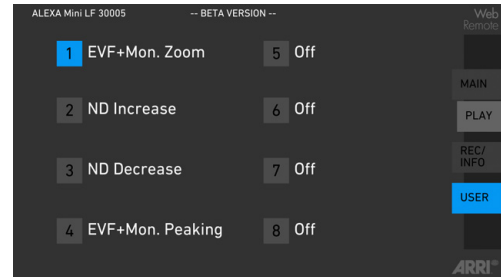 ALEXA Mini LF 30005 -- BETA VERSION -- Web Remote
1 EVF+Mon. Zoom
2 ND Increase
3 ND Decrease
4 EVF+Mon. Peaking
5 Off
6 Off
7 Off
8 Off
MAIN
PLAY
REC/
INFO
USER
ARRI®